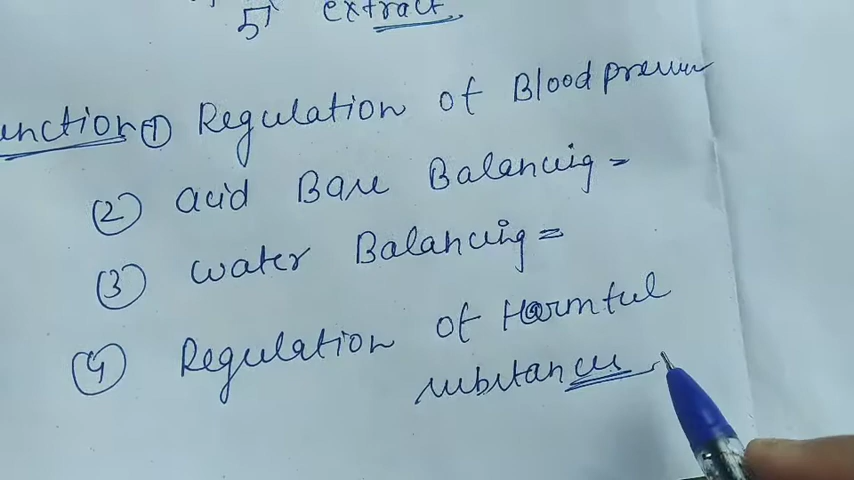 5) extract
unction ① Regulation of Blood pressure
② acid Base Balancing =
③ water Balancing =
④ Regulation of Harmful
substances